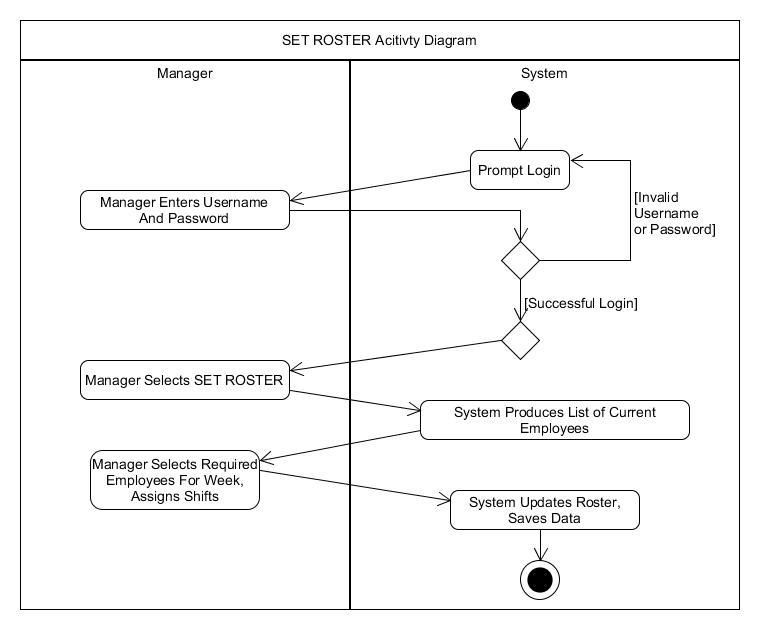 SET ROSTER Acitivty Diagram
Manager
System
Prompt Login
Manager Enters Username
And Password
[Invalid
Username
or Password]
[Successful Login]
Manager Selects SET ROSTER
System Produces List of Current
Employees
Manager Selects Required
Employees For Week,
Assigns Shifts
System Updates Roster,
Saves Data